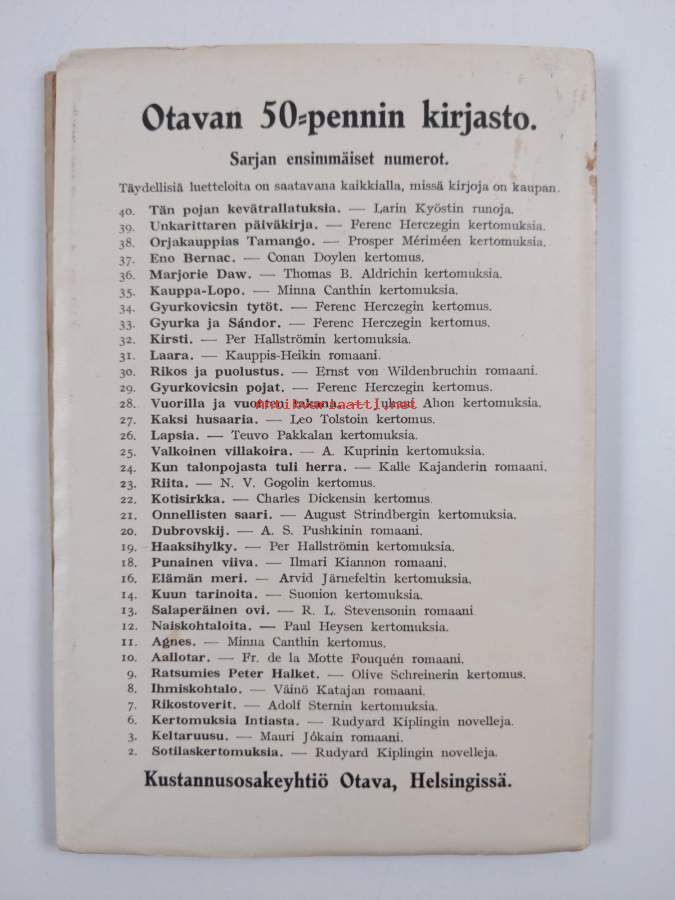 Otavan 50-pennin kirjasto.
Sarjan ensimmäiset numerot.
Täydellisiä luetteloita on saatavana kaikkialla, missä kirjoja on kaupan.
40. Tän pojan kevätrallatuksia. — Larin Kyöstin runoja.
39. Unkarittaren päiväkirja. — Ferenc Herczegin kertomuksia.
38. Orjakauppias Tamango. — Prosper Mériméen kertomuksia.
37. Eno Bernac. — Conan Doylen kertomus.
36. Marjorie Daw. — Thomas B. Aldrichin kertomuksia.
35. Kauppa-Lopo. — Minna Canthin kertomuksia.
34. Gyurkovicsin tytöt. — Ferenc Herczegin kertomus.
33. Gyurka ja Sándor. — Ferenc Herczegin kertomus.
32. Kirsti. — Per Hallströmin kertomuksia.
31. Laara. — Kauppis-Heikin romaani.
30. Rikos ja puolustus. — Ernst von Wildenbruchin romaani.
29. Gyurkovicsin pojat. — Ferenc Herczegin kertomus.
28. Vuorilla ja vuorten takana. — Juhani Ahon kertomuksia.
Antikvariaatti.net
27. Kaksi husaaria. — Leo Tolstoin kertomus.
26. Lapsia. — Teuvo Pakkalan kertomuksia.
25. Valkoinen villakoira. — A. Kuprinin kertomuksia.
24. Kun talonpojasta tuli herra. — Kalle Kajanderin romaani.
23. Riita. — N. V. Gogolin kertomus.
22. Kotisirkka. — Charles Dickensin kertomus.
21. Onnellisten saari. — August Strindbergin kertomuksia.
20. Dubrovskij. — A. S. Pushkinin romaani.
19. Haaksihylky. — Per Hallströmin kertomuksia.
18. Punainen viiva. — Ilmari Kiannon romaani.
16. Elämän meri. — Arvid Järnefeltin kertomuksia.
14. Kuun tarinoita. — Suonion kertomuksia.
13. Salaperäinen ovi. — R. L. Stevensonin romaani
12. Naiskohtaloita. — Paul Heysen kertomuksia.
11. Agnes. — Minna Canthin kertomus.
10. Aallotar. — Fr. de la Motte Fouquén romaani.
9. Ratsumies Peter Halket. — Olive Schreinerin kertomus.
8. Ihmiskohtalo. — Väinö Katajan romaani.
7. Rikostoverit. — Adolf Sternin kertomuksia.
6. Kertomuksia Intiasta. — Rudyard Kiplingin novelleja.
3. Keltaruusu. — Mauri Jókain romaani.
2. Sotilaskertomuksia. — Rudyard Kiplingin novelleja.
Kustannusosakeyhtiö Otava, Helsingissä.